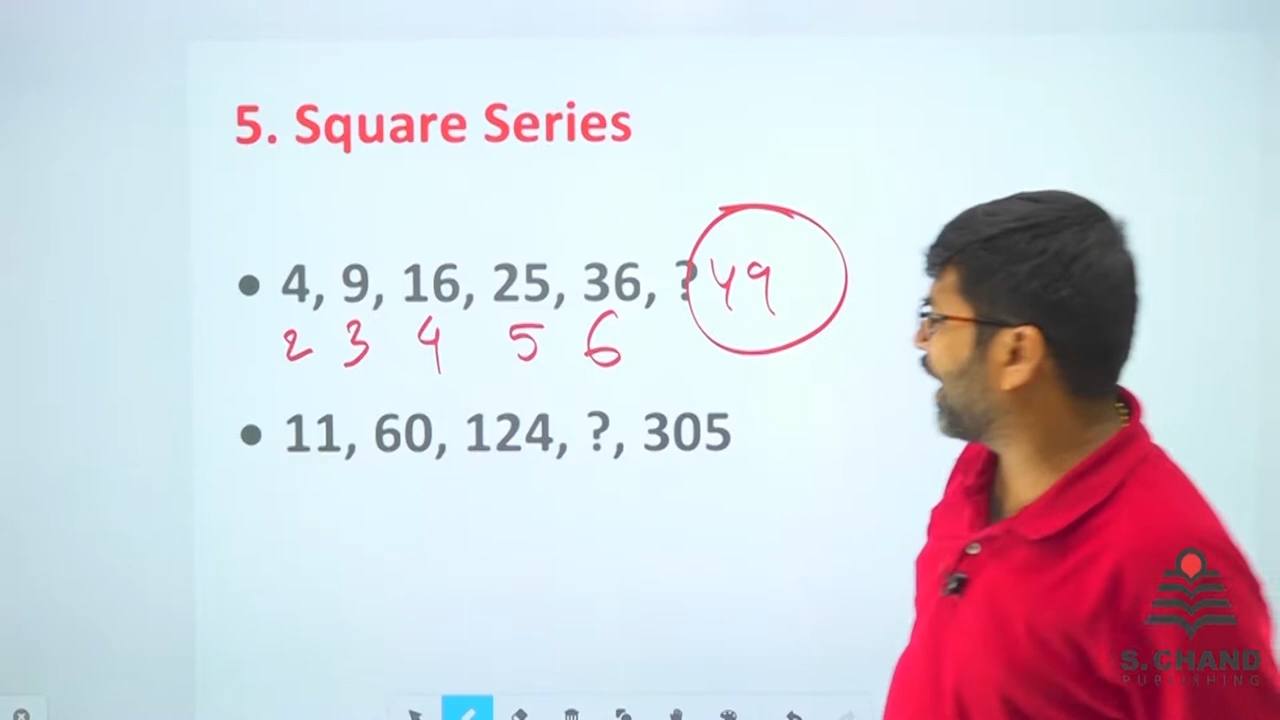 5. Square Series
• 4, 9, 16, 25, 36, ? 49
2 3 4 5 6
• 11, 60, 124, ?, 305
S. CHAND
PUBLISHING